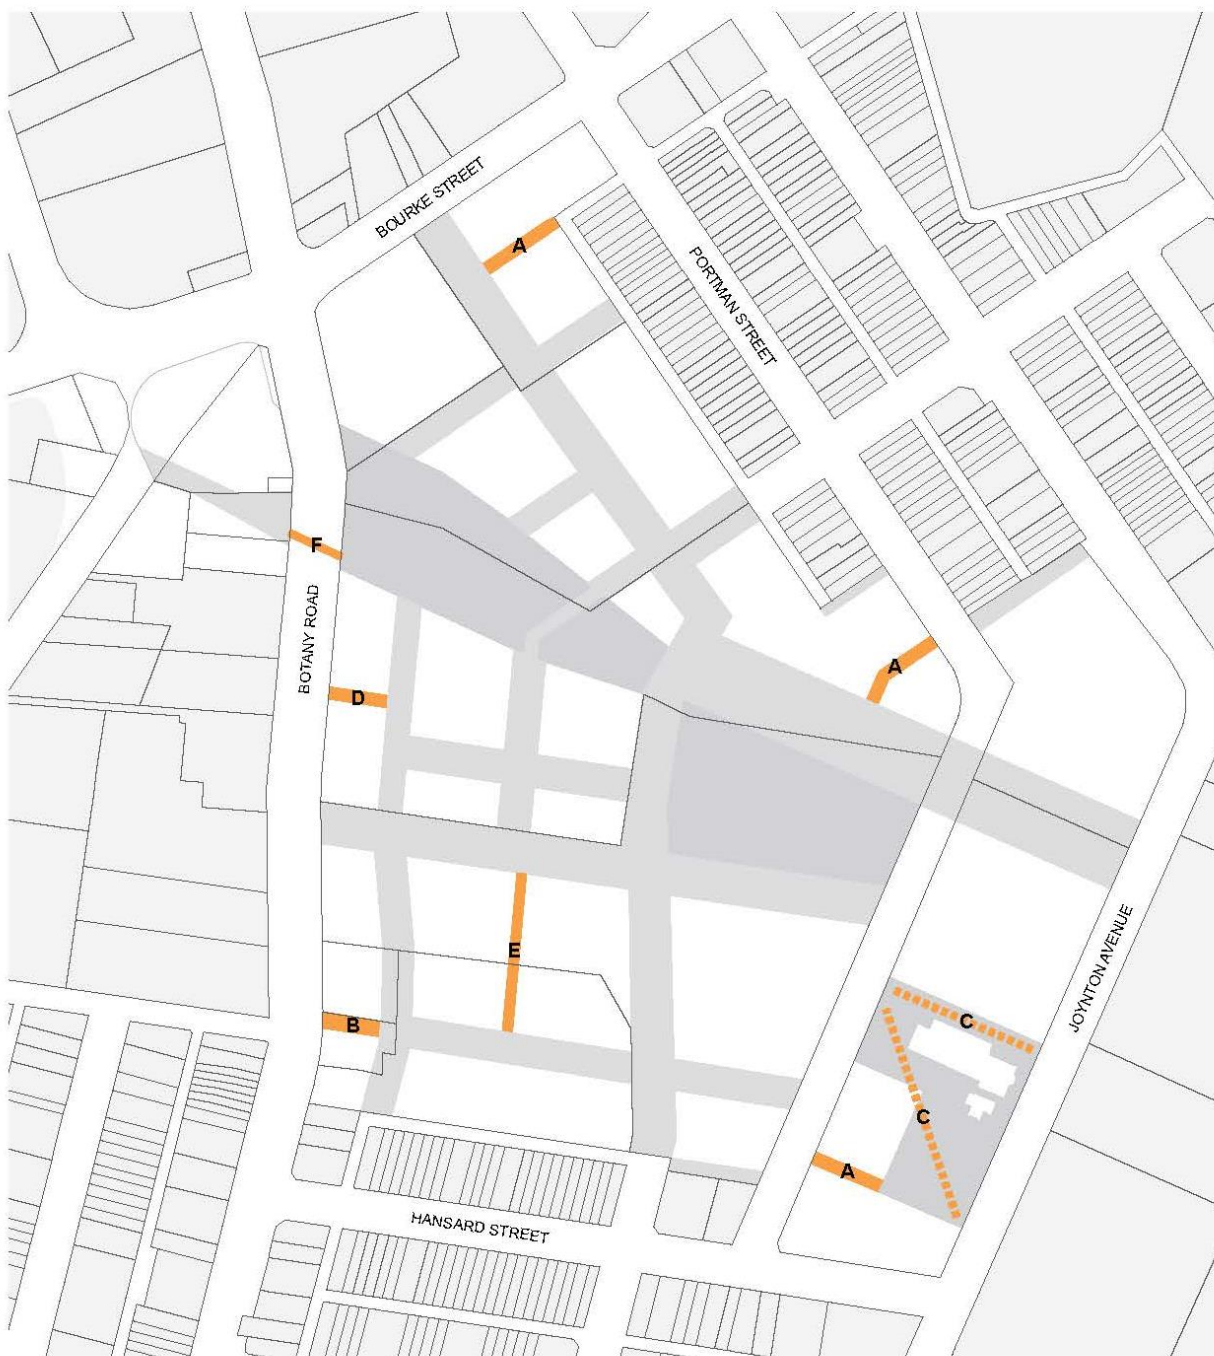 BOURKE STREET
A
PORTMAN STREET
F
BOTANY ROAD
A
D
JOYNTON AVENUE
E
C
B
C
A
HANSARD STREET